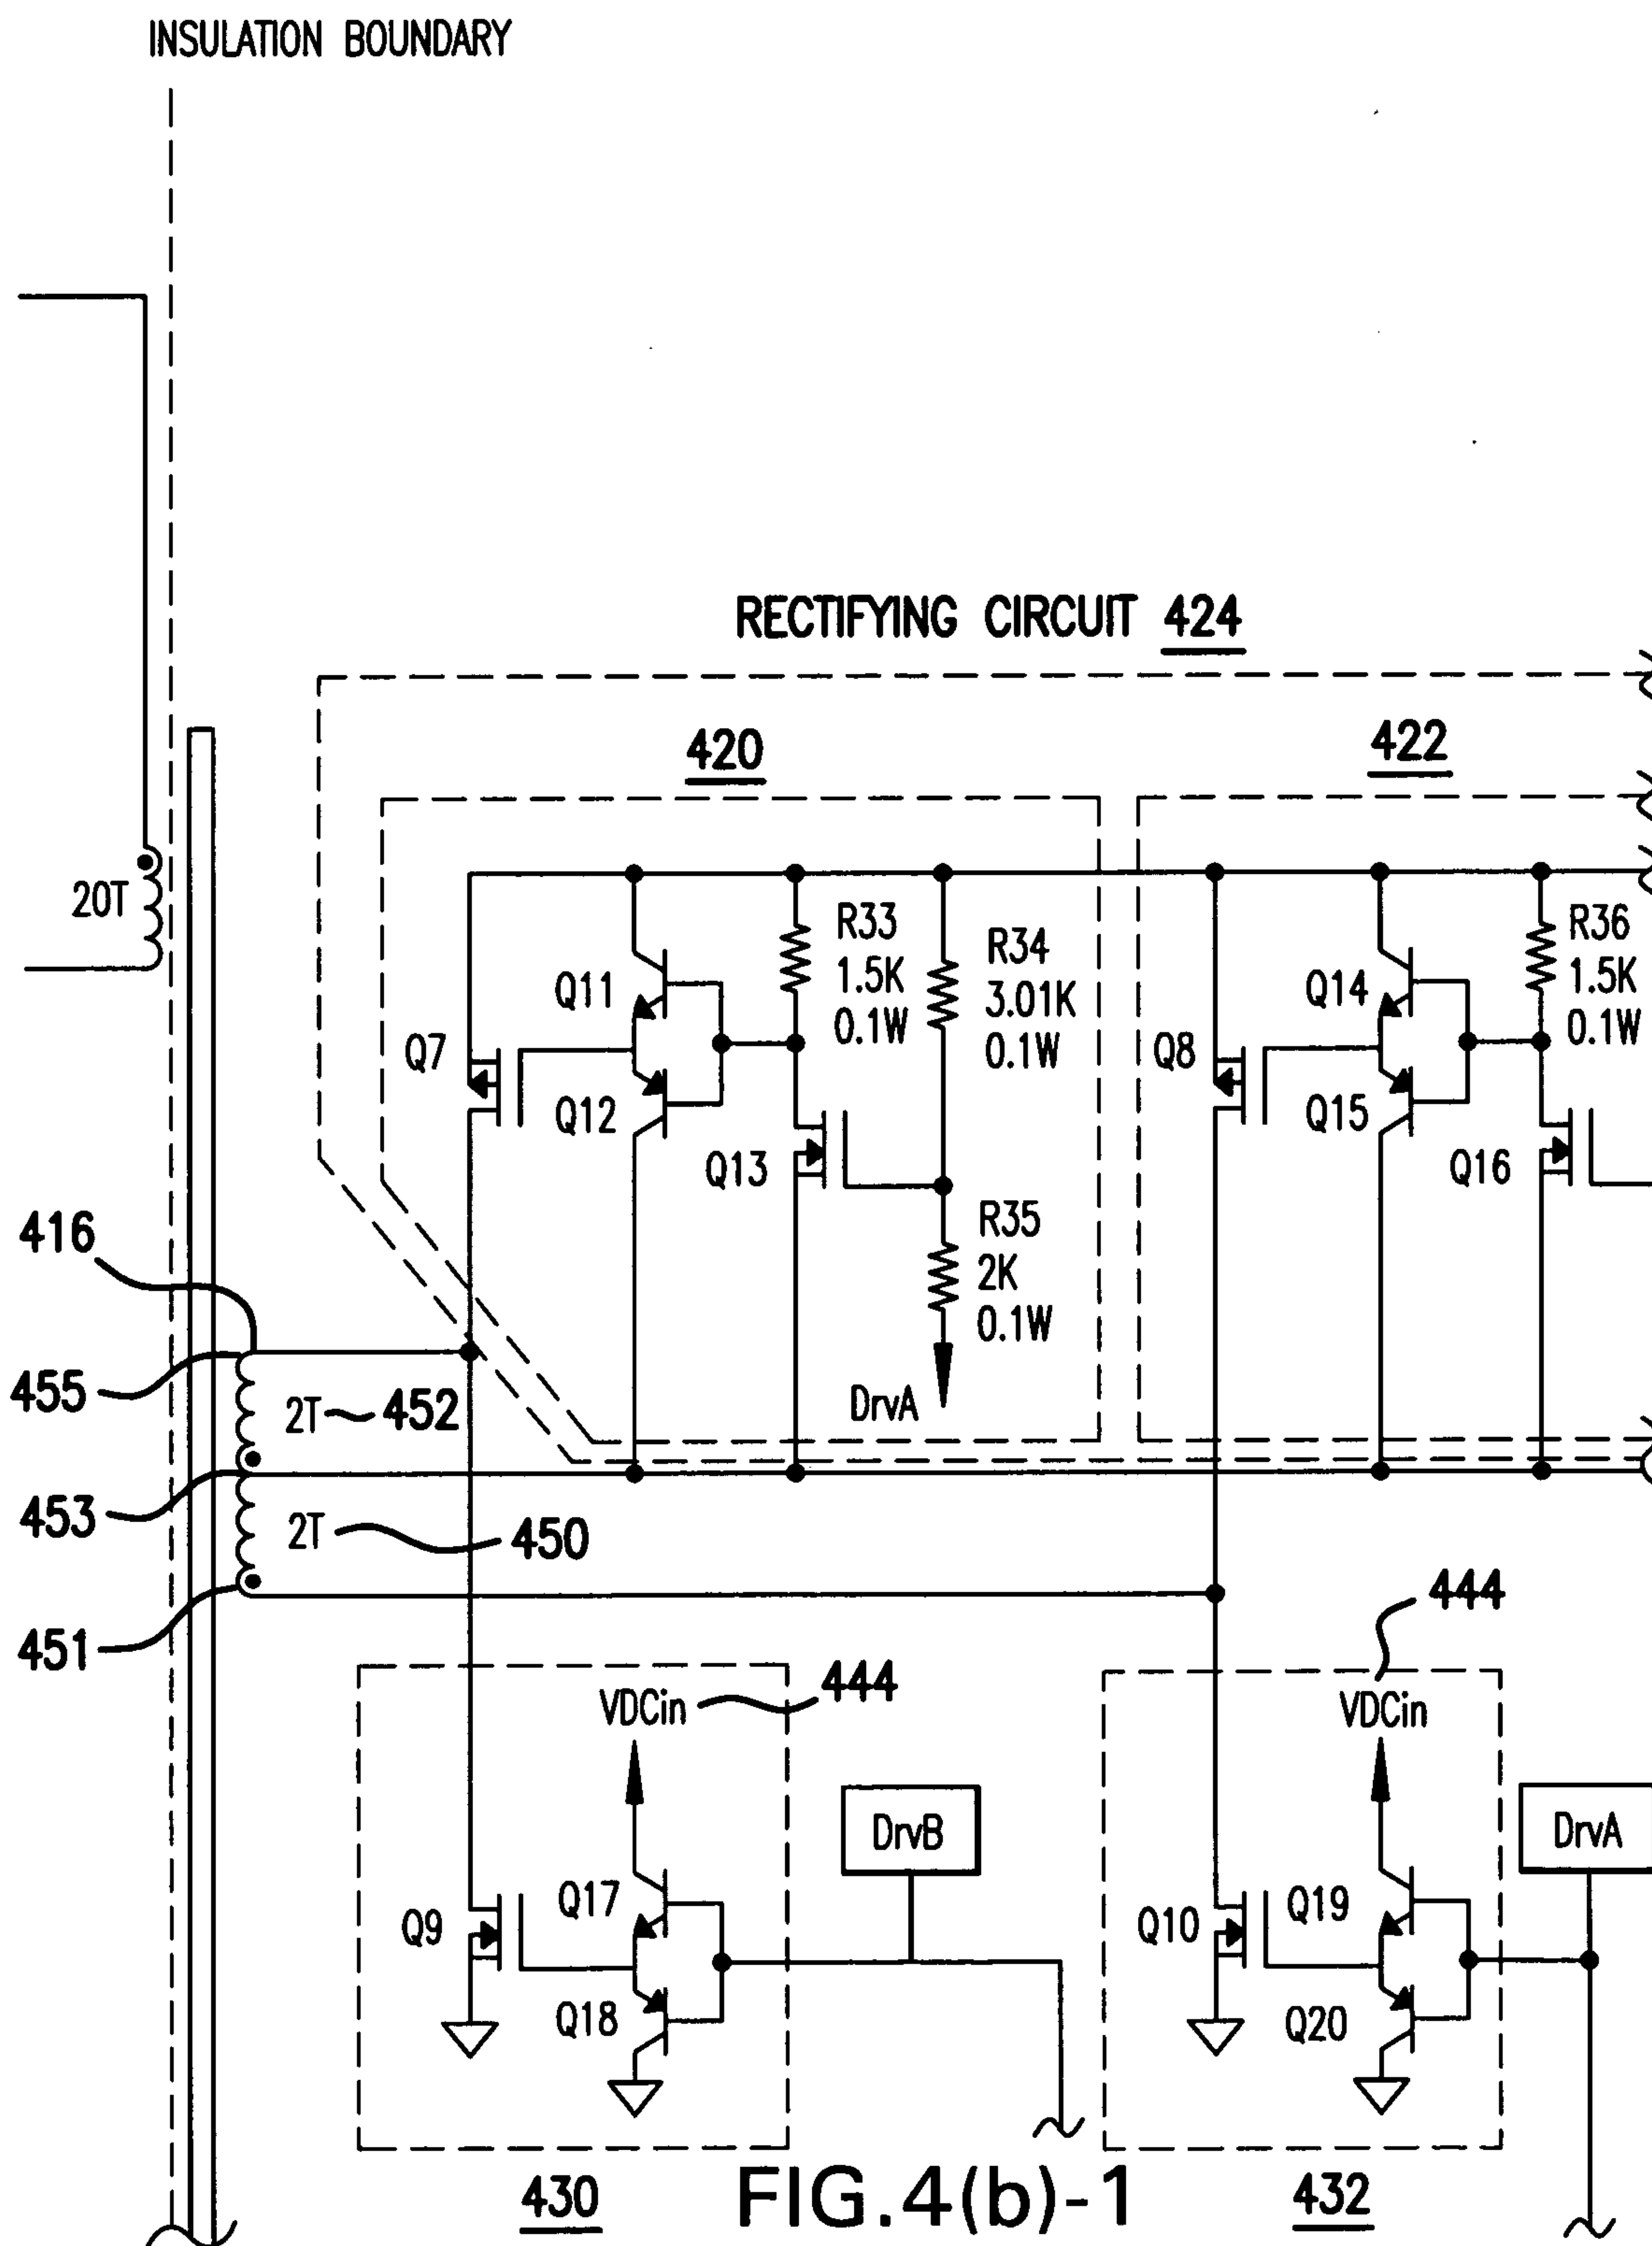 INSULATION BOUNDARY
RECTIFYING CIRCUIT 424
420
422
20T
R33
1.5K
0.1W
R34
3.01K
0.1W
R36
1.5K
0.1W
Q11
Q14
Q7
Q8
Q12
Q15
Q13
Q16
416
R35
2K
0.1W
DrvA
455
2T
452
453
2T
450
451
444
444
VDCin
VDCin
DrvB
DrvA
Q17
Q19
Q9
Q10
Q18
Q20
430
FIG.4(b)-1
432